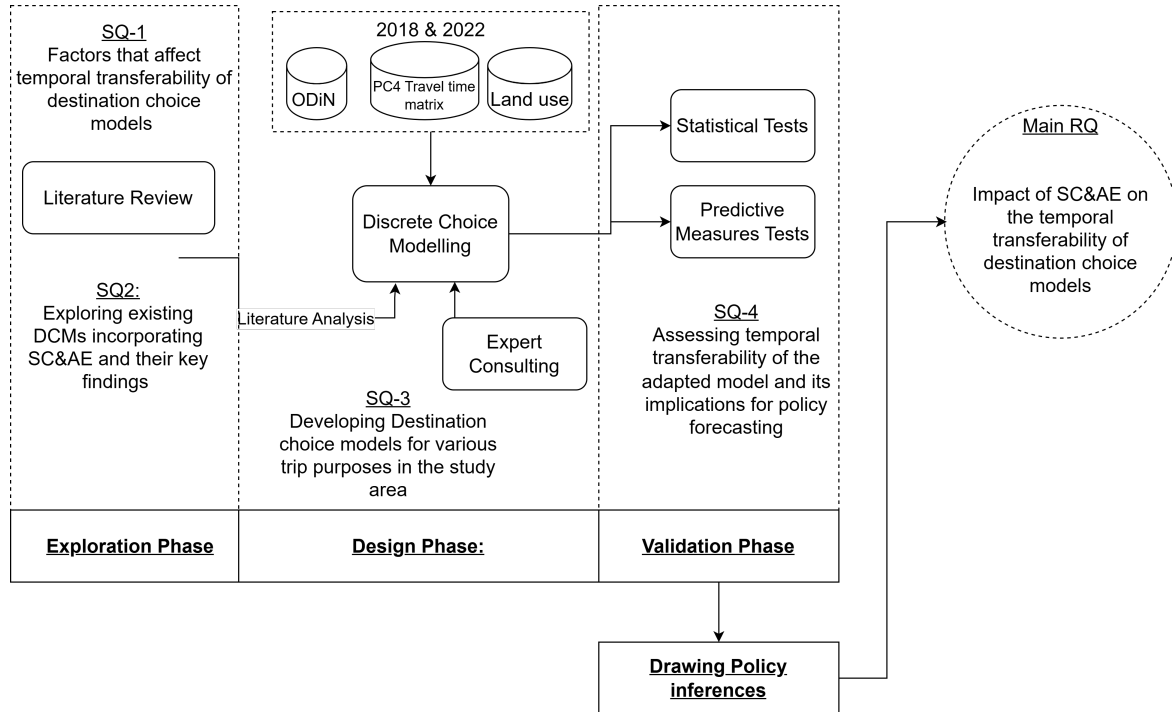 SQ-1
Factors that affect
temporal transferability of
destination choice
models
Literature Review
SQ2:
Exploring existing
DCMs incorporating
SC&AE and their key
findings
Exploration Phase
2018 & 2022
ODiN
PC4 Travel time
matrix
Land use
Discrete Choice
Modelling
Literature Analysis
Expert
Consulting
SQ-3
Developing Destination
choice models for various
trip purposes in the study
area
Design Phase:
Statistical Tests
Predictive
Measures Tests
SQ-4
Assessing temporal
transferability of the
adapted model and its
implications for policy
forecasting
Validation Phase
Drawing Policy
inferences
Main RQ
Impact of SC&AE on
the temporal
transferability of
destination choice
models